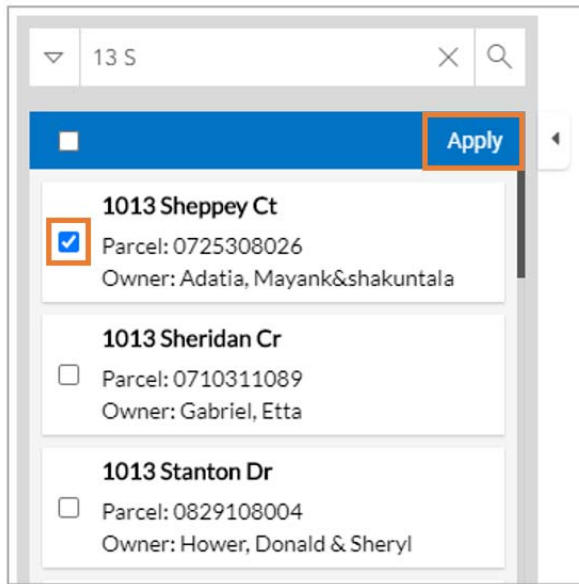 13 S
Apply
1013 Sheppey Ct
Parcel: 0725308026
Owner: Adatia, Mayank&shakuntala
1013 Sheridan Cr
Parcel: 0710311089
Owner: Gabriel, Etta
1013 Stanton Dr
Parcel: 0829108004
Owner: Hower, Donald & Sheryl